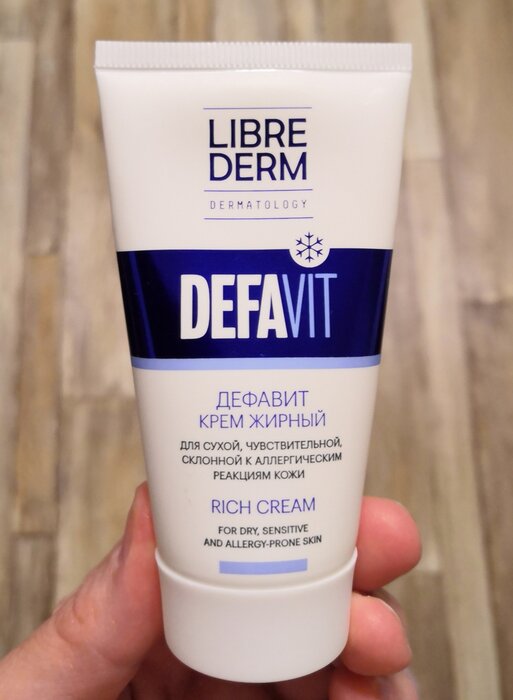 LIBRE
DERM
DERMATOLOGY
DEFAVIT
ДЕФАВИТ
КРЕМ ЖИРНЫЙ
ДЛЯ СУХОЙ, ЧУВСТВИТЕЛЬНОЙ,
СКЛОННОЙ К АЛЛЕРГИЧЕСКИМ
РЕАКЦИЯМ КОЖИ
RICH CREAM
FOR DRY, SENSITIVE
AND ALLERGY-PRONE SKIN